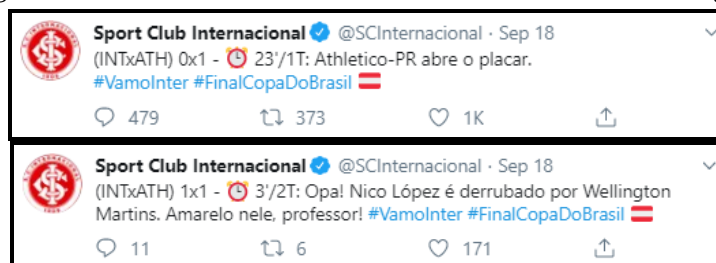 Sport Club Internacional @SCInternacional · Sep 18
(INTxATH) 0x1 - ⏰ 23'/1T: Athletico-PR abre o placar.
#VamoInter #FinalCopaDoBrasil
479 373 1K
Sport Club Internacional @SCInternacional · Sep 18
(INTxATH) 1x1 - ⏰ 3'/2T: Opa! Nico López é derrubado por Wellington
Martins. Amarelo nele, professor! #VamoInter #FinalCopaDoBrasil
11 6 171